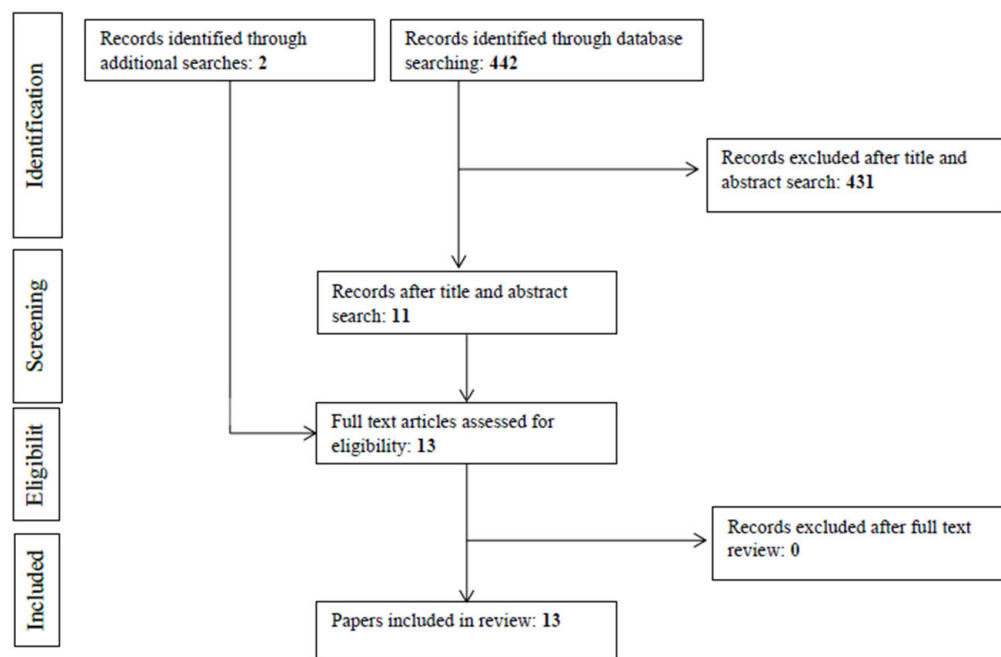 Identification
Records identified through
additional searches: 2
Records identified through database
searching: 442
Records excluded after title and
abstract search: 431
Screening
Records after title and abstract
search: 11
Eligibilit
Full text articles assessed for
eligibility: 13
Records excluded after full text
review: 0
Included
Papers included in review: 13